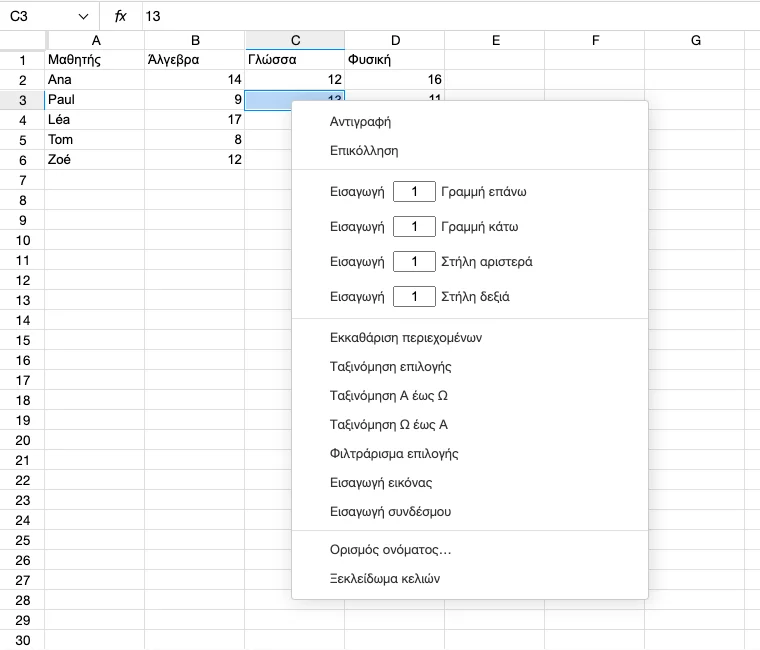 C3 fx 13
A B C D E F G
1 Μαθητής Άλγεβρα Γλώσσα Φυσική
2 Ana 14 12 16
3 Paul 9 13 11
4 Léa 17
5 Tom 8
6 Zoé 12
7
8
9
10
11
12
13
14
15
16
17
18
19
20
21
22
23
24
25
26
27
28
29
30
Αντιγραφή
Επικόλληση
Εισαγωγή 1 Γραμμή επάνω
Εισαγωγή 1 Γραμμή κάτω
Εισαγωγή 1 Στήλη αριστερά
Εισαγωγή 1 Στήλη δεξιά
Εκκαθάριση περιεχομένων
Ταξινόμηση επιλογής
Ταξινόμηση Α έως Ω
Ταξινόμηση Ω έως Α
Φιλτράρισμα επιλογής
Εισαγωγή εικόνας
Εισαγωγή συνδέσμου
Ορισμός ονόματος…
Ξεκλείδωμα κελιών